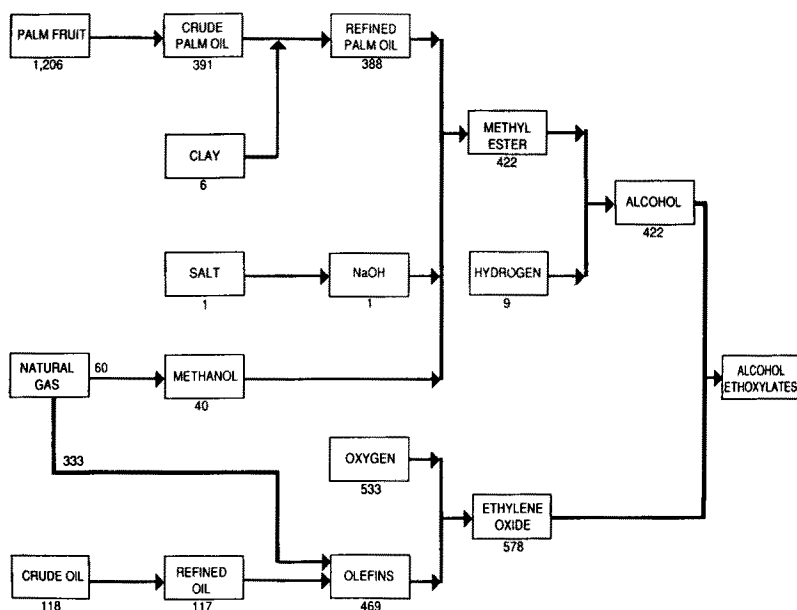 PALM FRUIT
1,206
CRUDE
PALM OIL
391
REFINED
PALM OIL
388
CLAY
6
METHYL
ESTER
422
SALT
1
NaOH
1
HYDROGEN
9
ALCOHOL
422
NATURAL
GAS
60
333
METHANOL
40
ALCOHOL
ETHOXYLATES
OXYGEN
533
ETHYLENE
OXIDE
578
CRUDE OIL
118
REFINED
OIL
117
OLEFINS
469